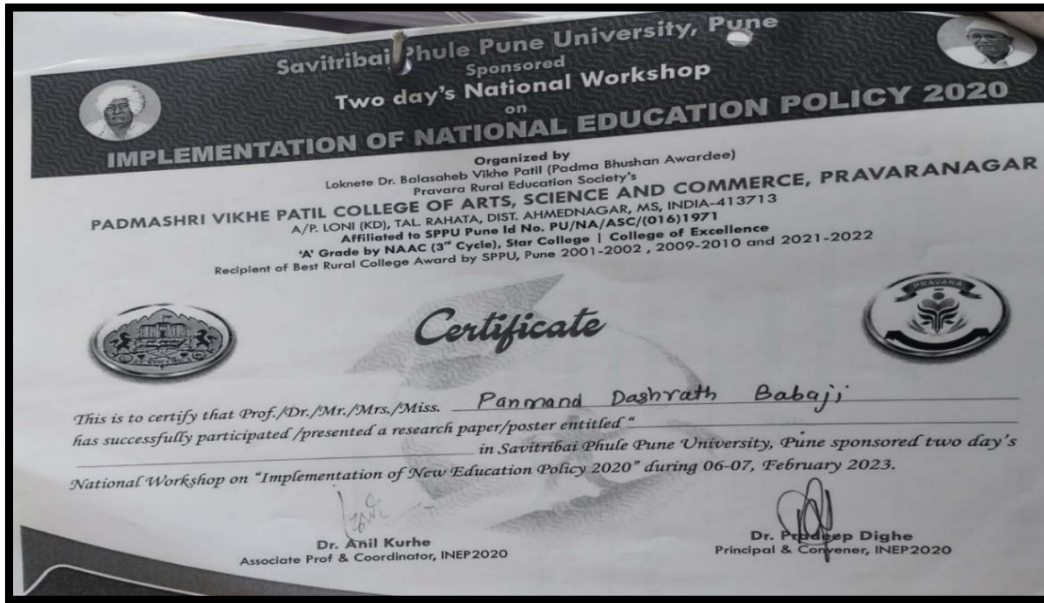 Savitribai Phule Pune University, Pune
Sponsored
Two day's National Workshop
on
IMPLEMENTATION OF NATIONAL EDUCATION POLICY 2020
Organized by
Loknete Dr. Balasaheb Vikhe Patil (Padma Bhushan Awardee)
Pravara Rural Education Society's
PADMASHRI VIKHE PATIL COLLEGE OF ARTS, SCIENCE AND COMMERCE, PRAVARANAGAR
A/P. LONI (KD), TAL. RAHATA, DIST. AHMEDNAGAR, MS, INDIA-413713
Affiliated to SPPU Pune Id No. PU/NA/ASC/(016)1971
'A' Grade by NAAC (3rd Cycle), Star College | College of Excellence
Recipient of Best Rural College Award by SPPU, Pune 2001-2002 , 2009-2010 and 2021-2022
PRAVARA
Certificate
This is to certify that Prof./Dr./Mr./Mrs./Miss. Panmand Dashrath Babaji
has successfully participated /presented a research paper/poster entitled "
in Savitribai Phule Pune University, Pune sponsored two day's
National Workshop on "Implementation of New Education Policy 2020" during 06-07, February 2023.
Dr. Anil Kurhe
Associate Prof & Coordinator, INEP2020
Dr. Pradeep Dighe
Principal & Convener, INEP2020